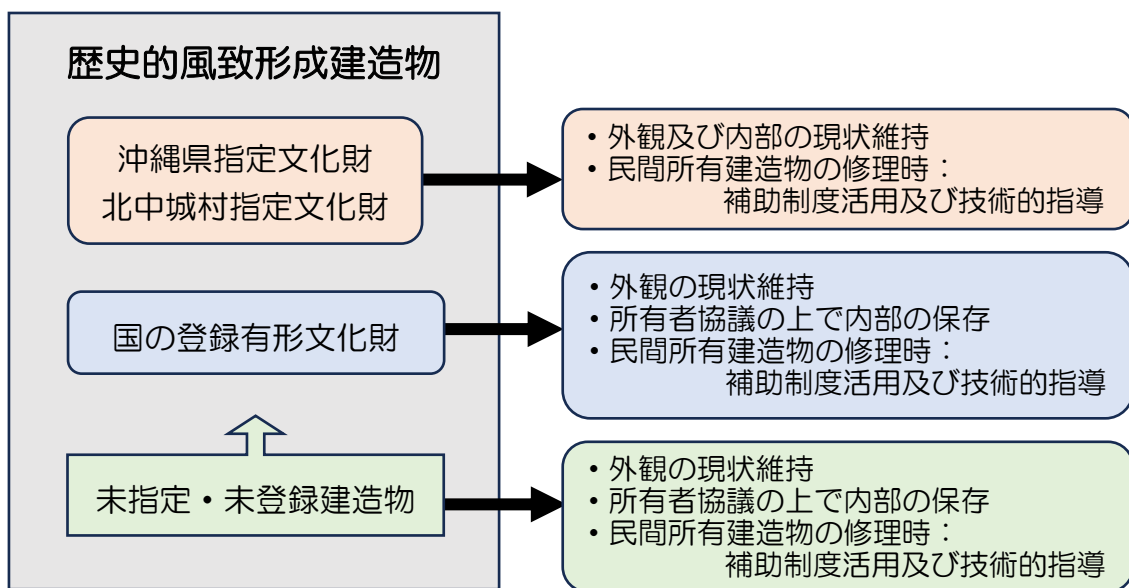 歴史的風致形成建造物
沖縄県指定文化財
北中城村指定文化財
・外観及び内部の現状維持
・民間所有建造物の修理時：
補助制度活用及び技術的指導
国の登録有形文化財
・外観の現状維持
・所有者協議の上で内部の保存
・民間所有建造物の修理時：
補助制度活用及び技術的指導
未指定・未登録建造物
・外観の現状維持
・所有者協議の上で内部の保存
・民間所有建造物の修理時：
補助制度活用及び技術的指導